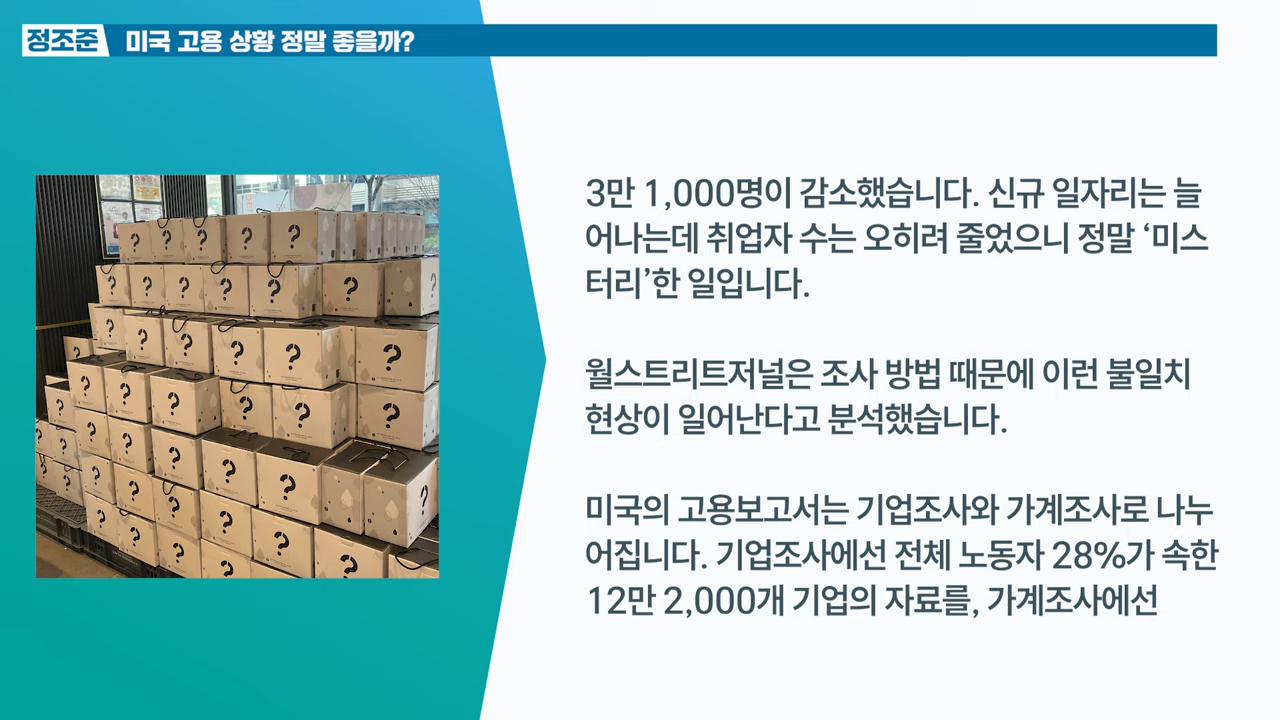 정조준 미국 고용 상황 정말 좋을까?
3만 1,000명이 감소했습니다. 신규 일자리는 늘
어나는데 취업자 수는 오히려 줄었으니 정말 ‘미스
터리’한 일입니다.
월스트리트저널은 조사 방법 때문에 이런 불일치
현상이 일어난다고 분석했습니다.
미국의 고용보고서는 기업조사와 가계조사로 나누
어집니다. 기업조사에선 전체 노동자 28%가 속한
12만 2,000개 기업의 자료를, 가계조사에선